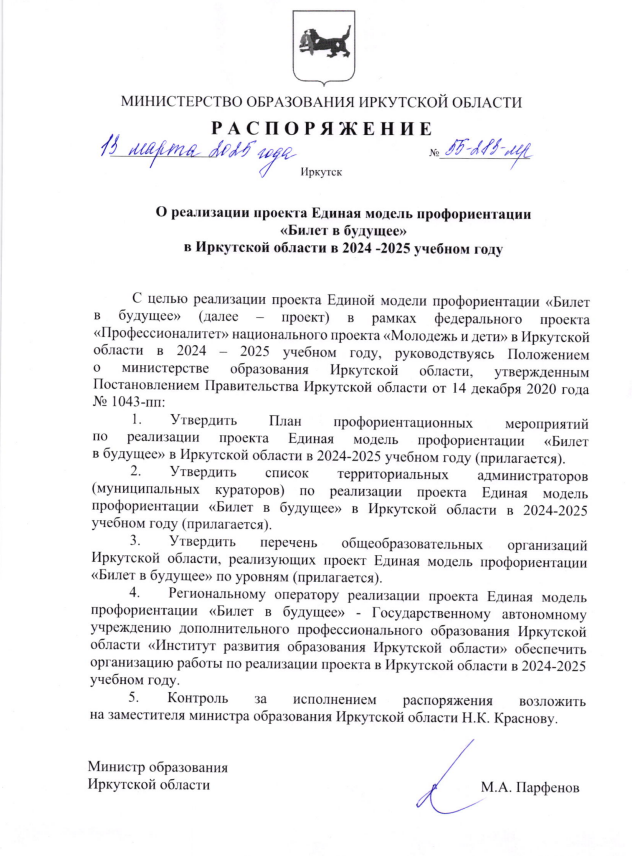 МИНИСТЕРСТВО ОБРАЗОВАНИЯ ИРКУТСКОЙ ОБЛАСТИ
РАСПОРЯЖЕНИЕ
13 марта 2025 года № 55-283-мр
Иркутск
О реализации проекта Единая модель профориентации
«Билет в будущее»
в Иркутской области в 2024 -2025 учебном году
С целью реализации проекта Единой модели профориентации «Билет
в будущее» (далее – проект) в рамках федерального проекта
«Профессионалитет» национального проекта «Молодежь и дети» в Иркутской
области в 2024 – 2025 учебном году, руководствуясь Положением
о министерстве образования Иркутской области, утвержденным
Постановлением Правительства Иркутской области от 14 декабря 2020 года
№ 1043-пп:
1. Утвердить План профориентационных мероприятий
по реализации проекта Единая модель профориентации «Билет
в будущее» в Иркутской области в 2024-2025 учебном году (прилагается).
2. Утвердить список территориальных администраторов
(муниципальных кураторов) по реализации проекта Единая модель
профориентации «Билет в будущее» в Иркутской области в 2024-2025
учебном году (прилагается).
3. Утвердить перечень общеобразовательных организаций
Иркутской области, реализующих проект Единая модель профориентации
«Билет в будущее» по уровням (прилагается).
4. Региональному оператору реализации проекта Единая модель
профориентации «Билет в будущее» - Государственному автономному
учреждению дополнительного профессионального образования Иркутской
области «Институт развития образования Иркутской области» обеспечить
организацию работы по реализации проекта в Иркутской области в 2024-2025
учебном году.
5. Контроль за исполнением распоряжения возложить
на заместителя министра образования Иркутской области Н.К. Краснову.
Министр образования
Иркутской области М.А. Парфенов